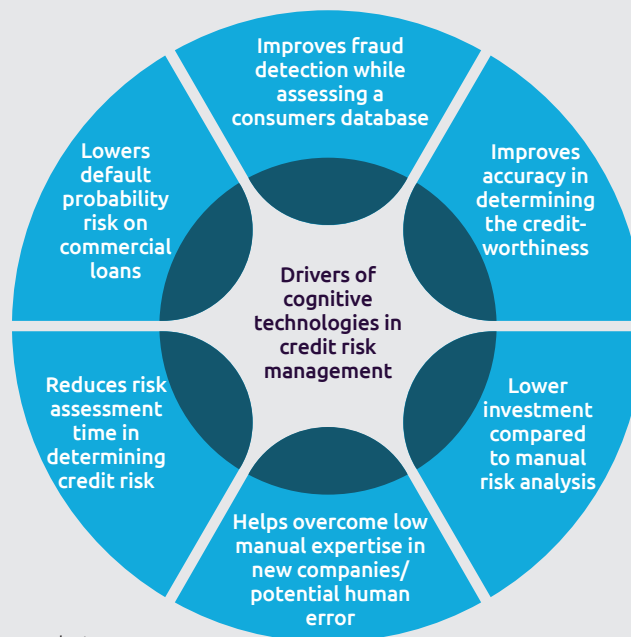 Improves fraud
detection while
assessing a
consumers database
Improves
accuracy in
determining
the credit-
worthiness
Lower
investment
compared
to manual
risk analysis
Helps overcome low
manual expertise in
new companies/
potential human
error
Reduces risk
assessment
time in
determining
credit risk
Lowers
default
probability
risk on
commercial
loans
Drivers of
cognitive
technologies in
credit risk
management